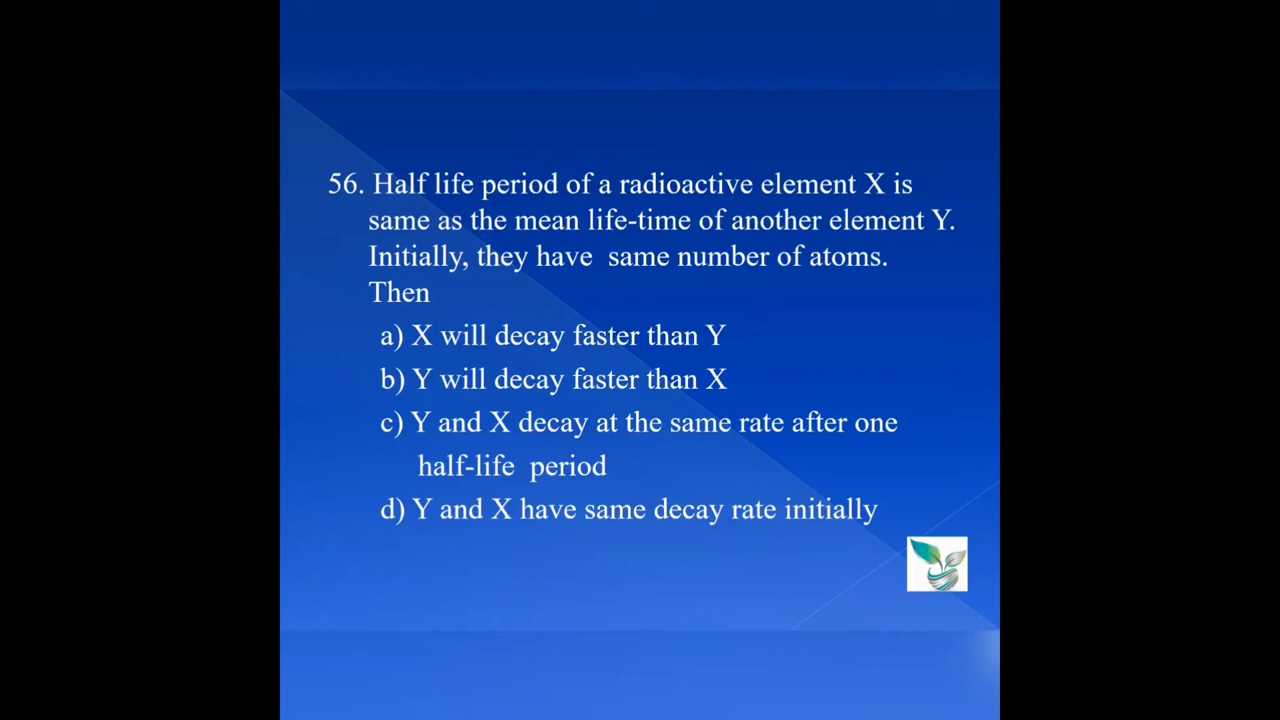 56. Half life period of a radioactive element X is
same as the mean life-time of another element Y.
Initially, they have same number of atoms.
Then
a) X will decay faster than Y
b) Y will decay faster than X
c) Y and X decay at the same rate after one
half-life period
d) Y and X have same decay rate initially